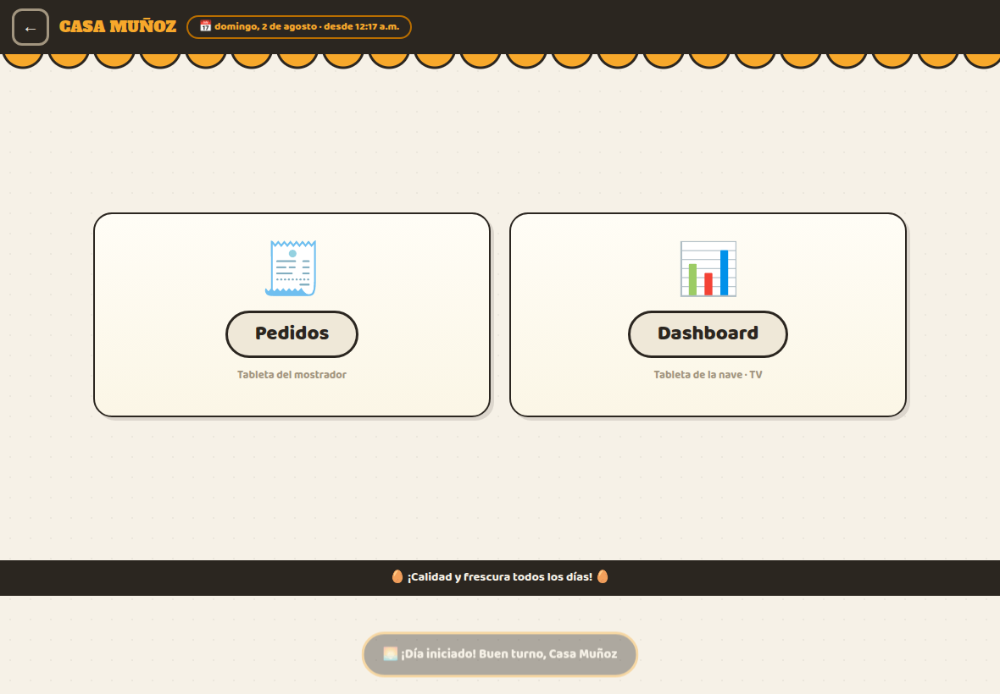 ←
CASA MUÑOZ
📅 domingo, 2 de agosto · desde 12:17 a.m.
Pedidos
Tableta del mostrador
Dashboard
Tableta de la nave · TV
🥚 ¡Calidad y frescura todos los días! 🥚
🌅 ¡Día iniciado! Buen turno, Casa Muñoz